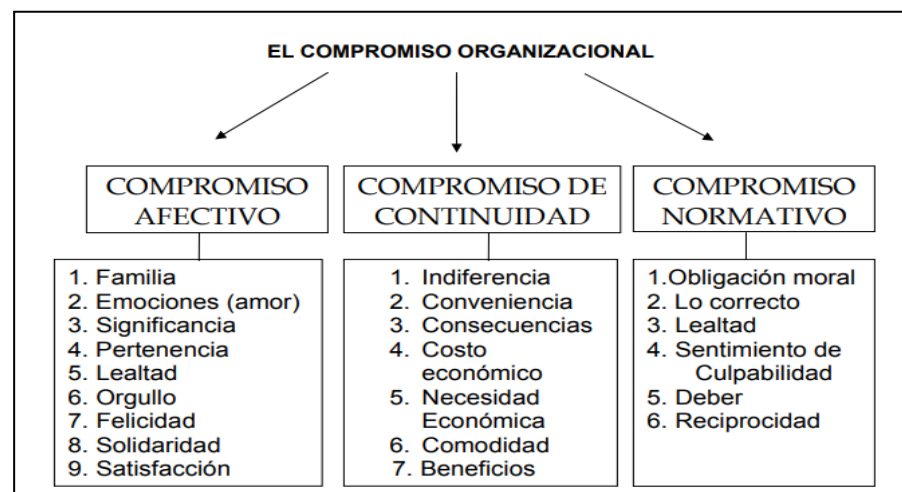 EL COMPROMISO ORGANIZACIONAL
COMPROMISO
AFECTIVO
1. Familia
2. Emociones (amor)
3. Significancia
4. Pertenencia
5. Lealtad
6. Orgullo
7. Felicidad
8. Solidaridad
9. Satisfacción
COMPROMISO DE
CONTINUIDAD
1. Indiferencia
2. Conveniencia
3. Consecuencias
4. Costo
económico
5. Necesidad
Económica
6. Comodidad
7. Beneficios
COMPROMISO
NORMATIVO
1.Obligación moral
2. Lo correcto
3. Lealtad
4. Sentimiento de
Culpabilidad
5. Deber
6. Reciprocidad